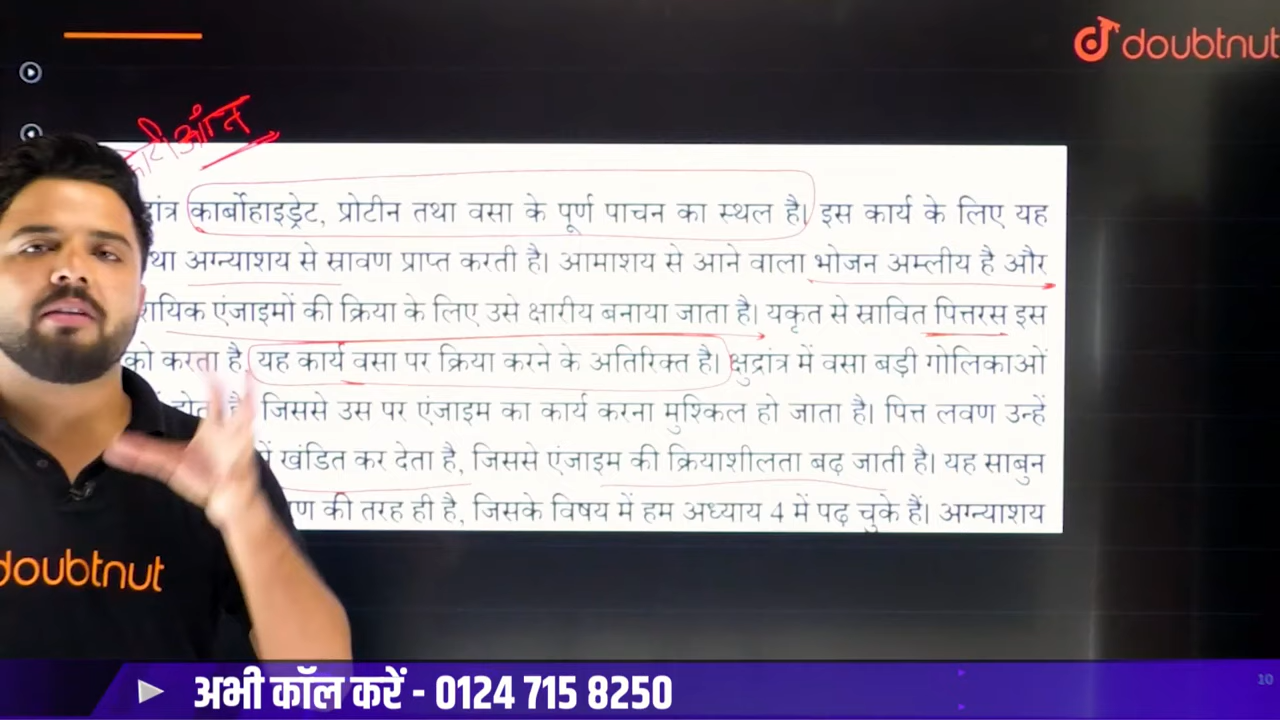 doubtnut
आंत
कार्बोहाइड्रेट, प्रोटीन तथा वसा के पूर्ण पाचन का स्थल है। इस कार्य के लिए यह
अग्न्याशय से स्रावण प्राप्त करती है। आमाशय से आने वाला भोजन अम्लीय है और
एंजाइमों की क्रिया के लिए उसे क्षारीय बनाया जाता है। यकृत से स्रावित पित्तरस इस
को करता है, यह कार्य वसा पर क्रिया करने के अतिरिक्त है। क्षुद्रांत्र में वसा बड़ी गोलिकाओं
जिससे उस पर एंजाइम का कार्य करना मुश्किल हो जाता है। पित्त लवण उन्हें
खंडित कर देता है, जिससे एंजाइम की क्रियाशीलता बढ़ जाती है। यह साबुन
की तरह ही है, जिसके विषय में हम अध्याय 4 में पढ़ चुके हैं। अग्न्याशय
doubtnut
अभी कॉल करें - 0124 715 8250
10